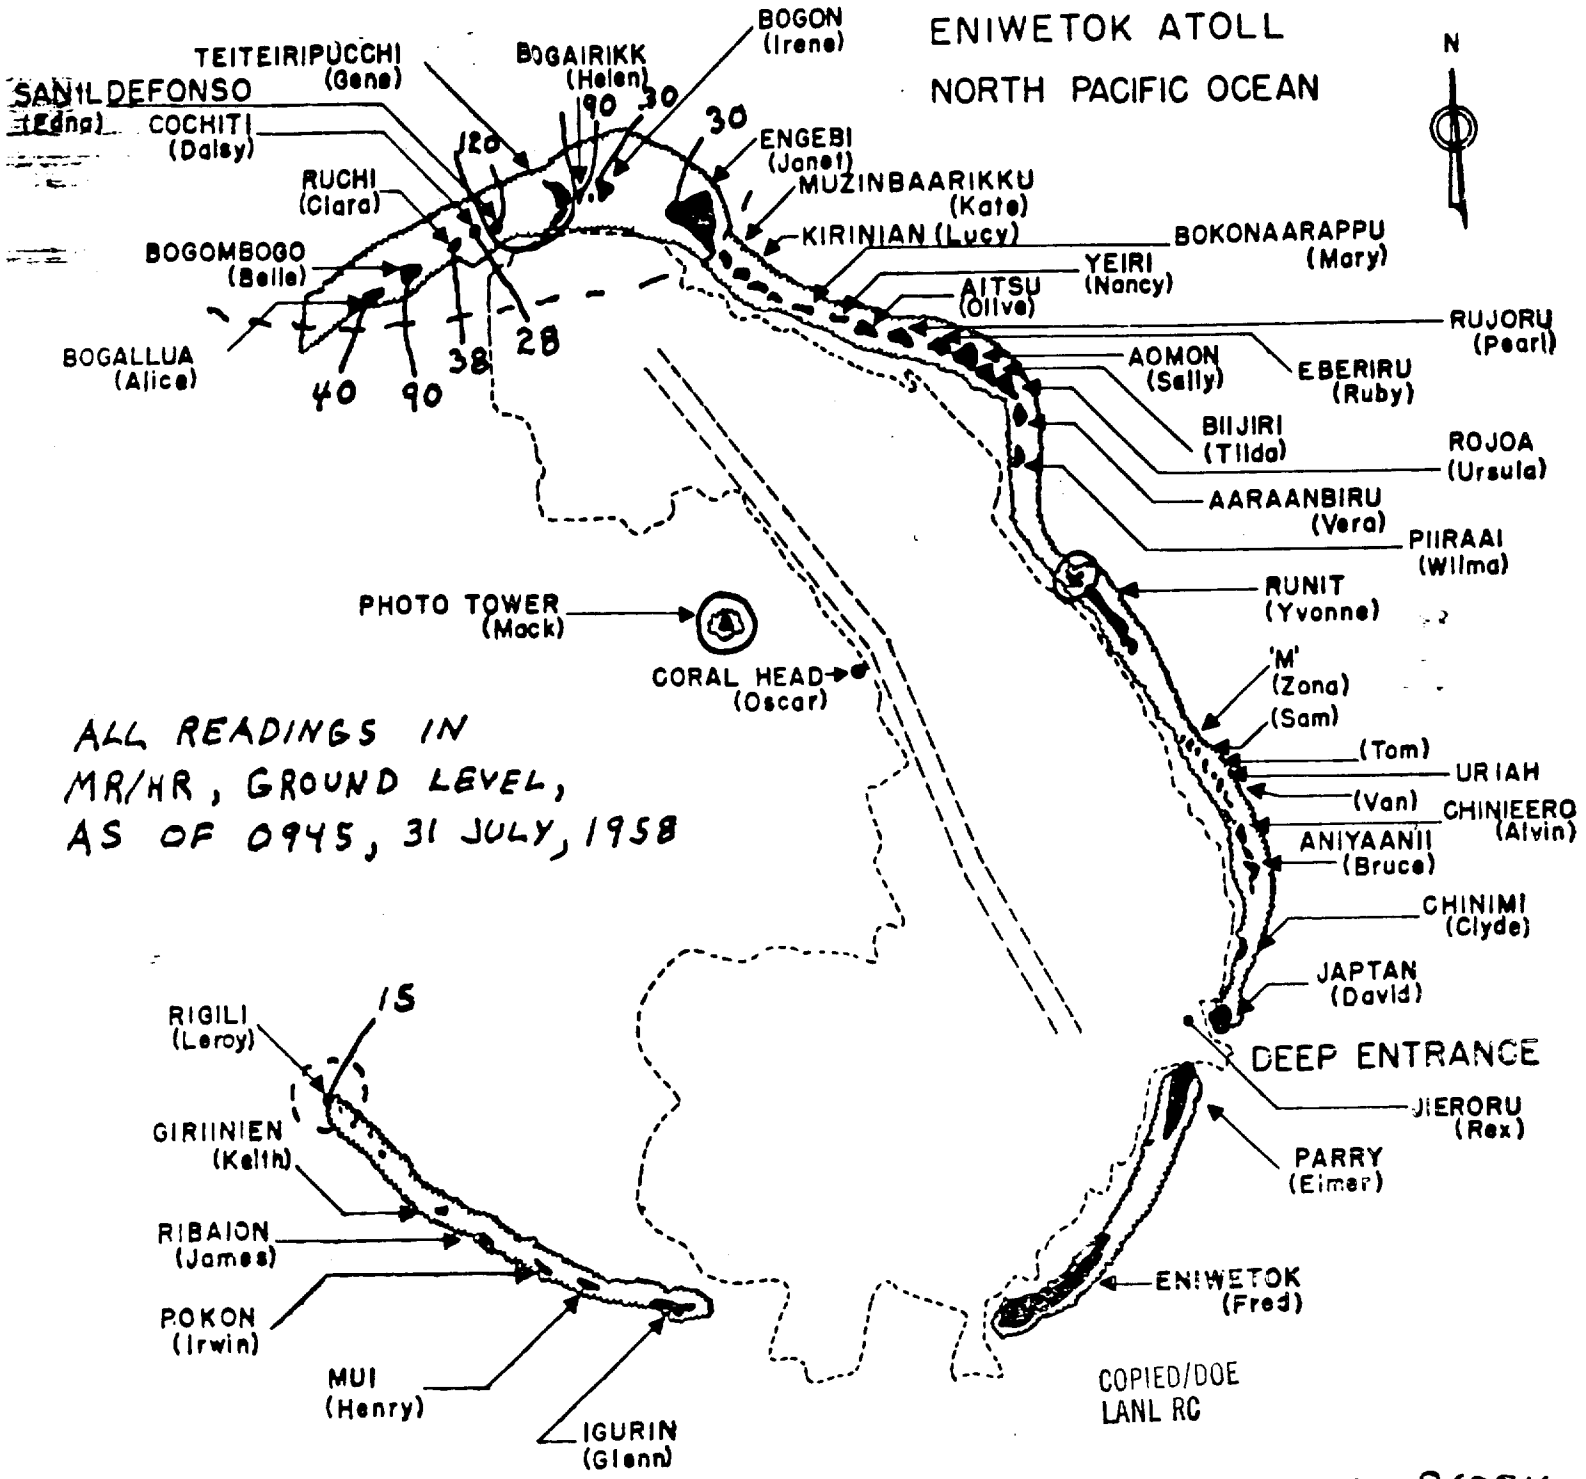 ENIWETOK ATOLL
NORTH PACIFIC OCEAN
N
BOGON
(Irene)
TEITEIRIPUCCHI
(Gene)
BOGAIRIKK
(Helen)
SANILDEFONSO
(Edna)
COCHITI
(Daisy)
RUCHI
(Clara)
BOGOMBOGO
(Belle)
BOGALLUA
(Alice)
120
90
30
30
40
90
38
28
ENGEBI
(Janet)
MUZINBAARIKKU
(Kate)
KIRINIAN (Lucy)
BOKONAARAPPU
(Mary)
YEIRI
(Nancy)
AITSU
(Olive)
RUJORU
(Pearl)
EBERIRU
(Ruby)
AOMON
(Sally)
BIIJIRI
(Tilda)
ROJOA
(Ursula)
AARAANBIRU
(Vera)
PIIRAAI
(Wilma)
RUNIT
(Yvonne)
PHOTO TOWER
(Mack)
CORAL HEAD
(Oscar)
'M'
(Zona)
(Sam)
(Tom)
URIAH
(Van)
CHINIEERO
(Alvin)
ANIYAANII
(Bruce)
CHINIMI
(Clyde)
JAPTAN
(David)
DEEP ENTRANCE
JIERORU
(Rex)
PARRY
(Elmer)
ENIWETOK
(Fred)
ALL READINGS IN
MR/HR, GROUND LEVEL,
AS OF 0945, 31 JULY, 1958
15
RIGILI
(Leroy)
GIRIINIEN
(Keith)
RIBAION
(James)
POKON
(Irwin)
MUI
(Henry)
IGURIN
(Glenn)
COPIED/DOE
LANL RC